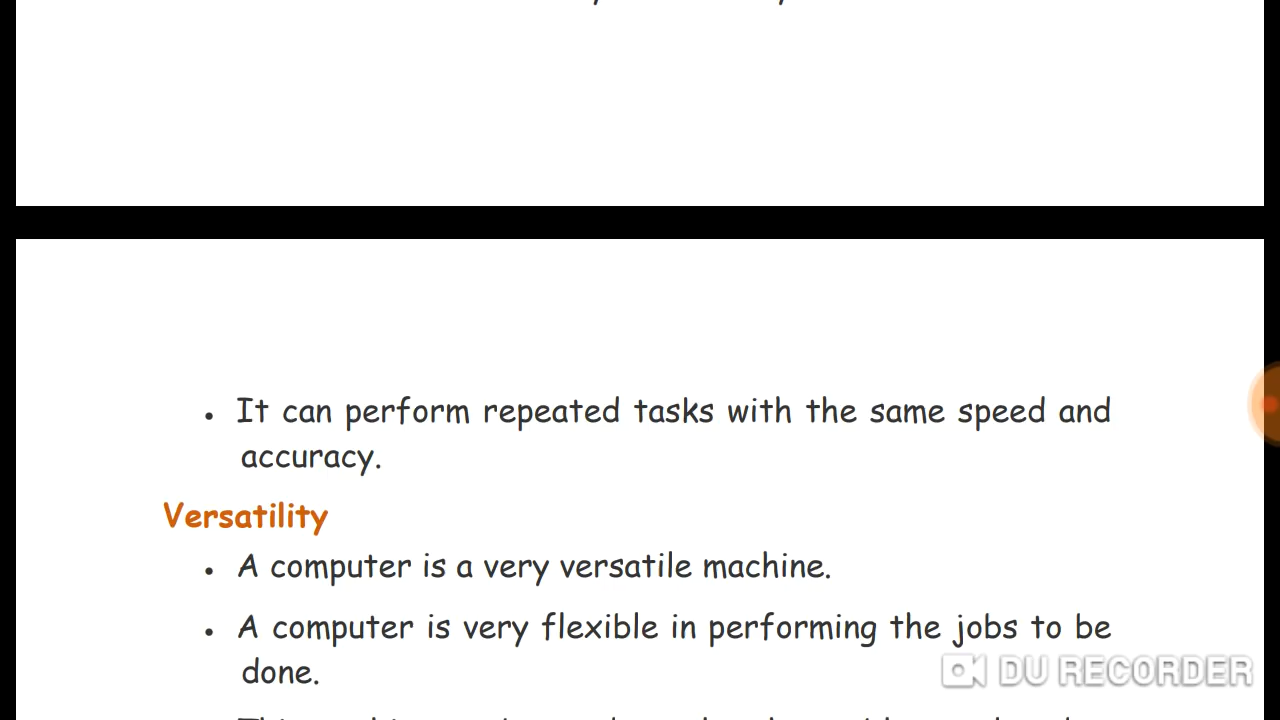 • It can perform repeated tasks with the same speed and
accuracy.
Versatility
• A computer is a very versatile machine.
• A computer is very flexible in performing the jobs to be
done.
DU RECORDER